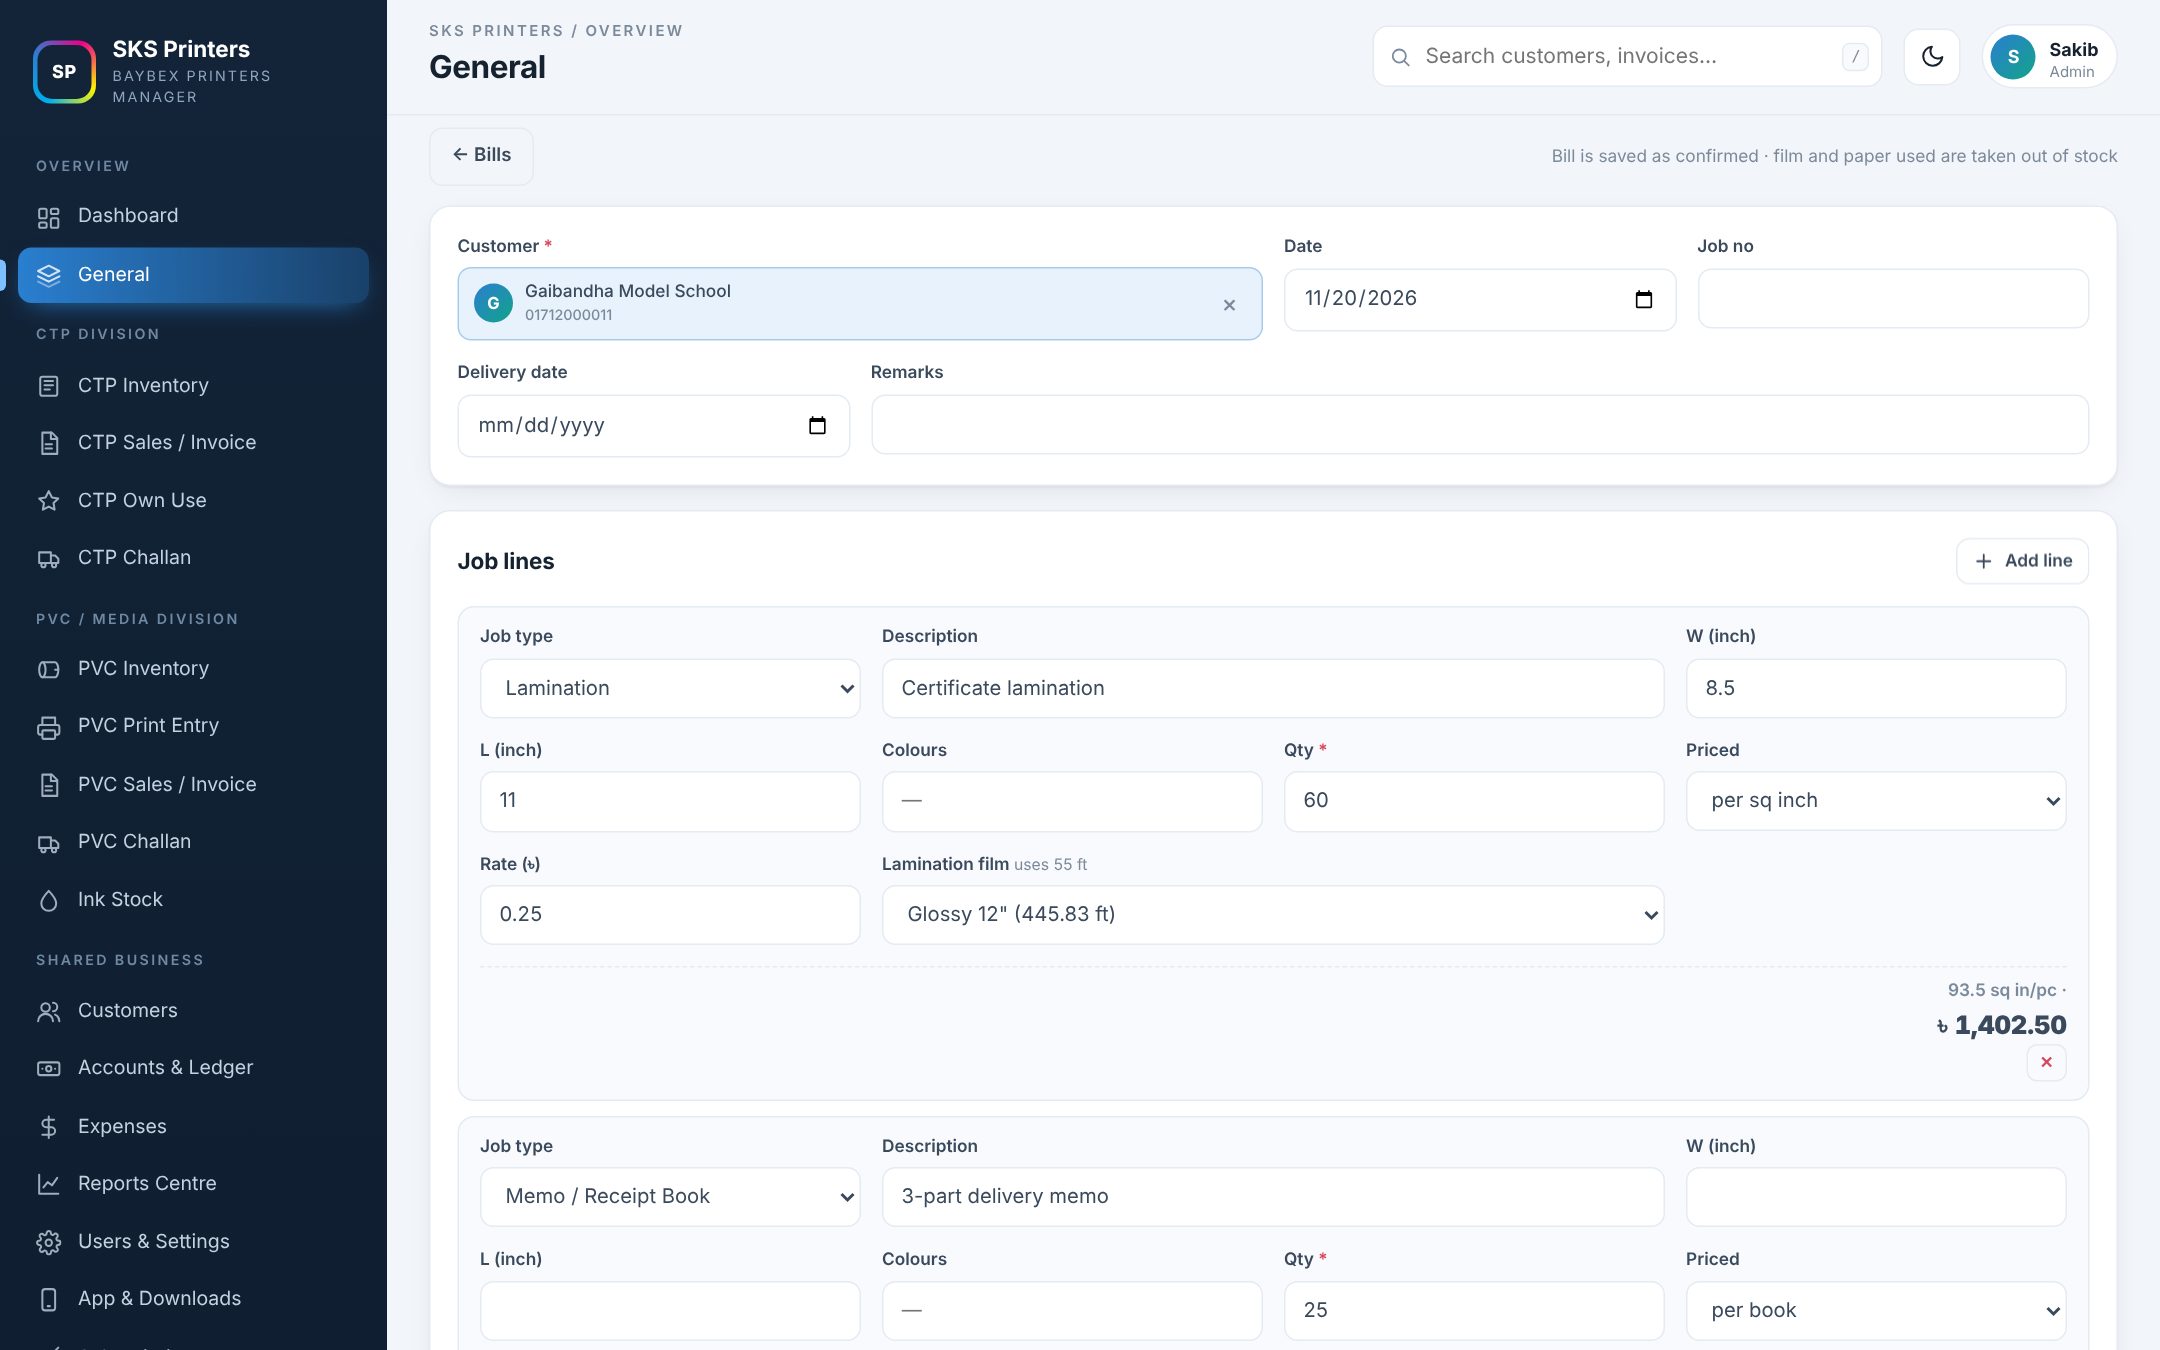 SP
SKS Printers
BAYBEX PRINTERS
MANAGER
OVERVIEW
Dashboard
General
CTP DIVISION
CTP Inventory
CTP Sales / Invoice
CTP Own Use
CTP Challan
PVC / MEDIA DIVISION
PVC Inventory
PVC Print Entry
PVC Sales / Invoice
PVC Challan
Ink Stock
SHARED BUSINESS
Customers
Accounts & Ledger
Expenses
Reports Centre
Users & Settings
App & Downloads
SKS PRINTERS / OVERVIEW
General
Search customers, invoices... /
S
Sakib
Admin
← Bills
Bill is saved as confirmed · film and paper used are taken out of stock
Customer * Date Job no
G
Gaibandha Model School
01712000011
×
11/20/2026
Delivery date Remarks
mm/dd/yyyy
Job lines
+ Add line
Job type Description W (inch)
Lamination Certificate lamination 8.5
L (inch) Colours Qty * Priced
11 — 60 per sq inch
Rate (৳) Lamination film uses 55 ft
0.25 Glossy 12" (445.83 ft)
93.5 sq in/pc ·
৳ 1,402.50
×
Job type Description W (inch)
Memo / Receipt Book 3-part delivery memo
L (inch) Colours Qty * Priced
— 25 per book